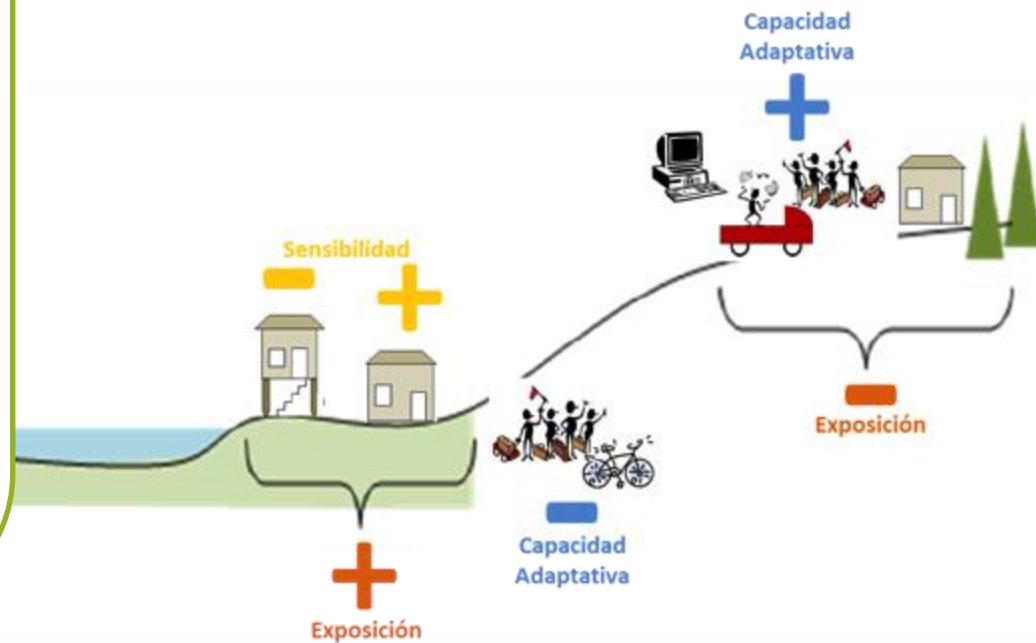 Capacidad
Adaptativa
Sensibilidad
Exposición
Capacidad
Adaptativa
Exposición